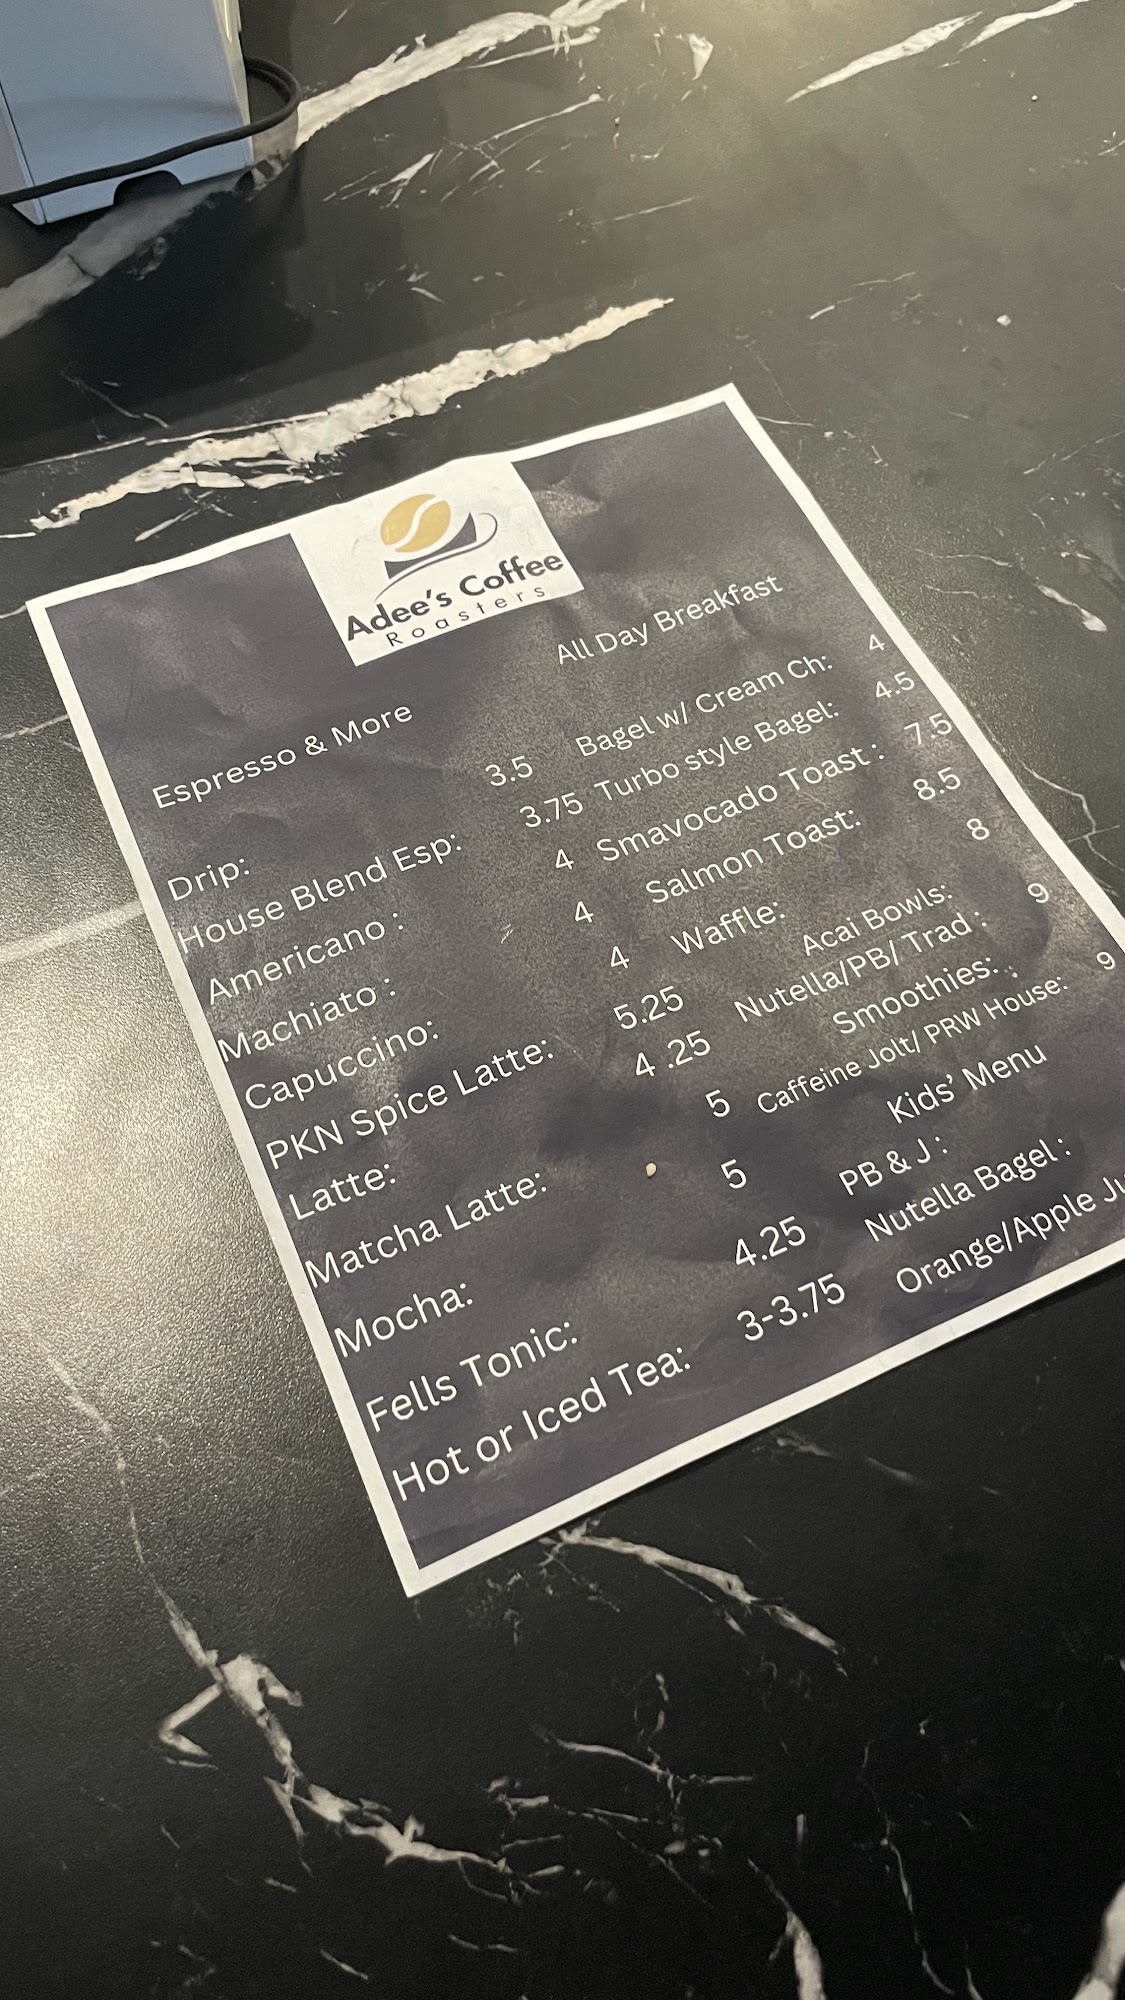 Adee's Coffee
Roasters
Espresso & More
Drip: 3.5
House Blend Esp: 3.75
Americano : 4
Machiato : 4
Capuccino: 4
PKN Spice Latte: 5.25
Latte: 4 .25
Matcha Latte: 5
Mocha: 5
Fells Tonic: 4.25
Hot or Iced Tea: 3-3.75
All Day Breakfast
Bagel w/ Cream Ch: 4
Turbo style Bagel: 4.5
Smavocado Toast : 7.5
Salmon Toast: 8.5
Waffle: 8
Acai Bowls:
Nutella/PB/ Trad : 9
Smoothies: :
Caffeine Jolt/ PRW House: 9
Kids' Menu
PB & J :
Nutella Bagel :
Orange/Apple Ju